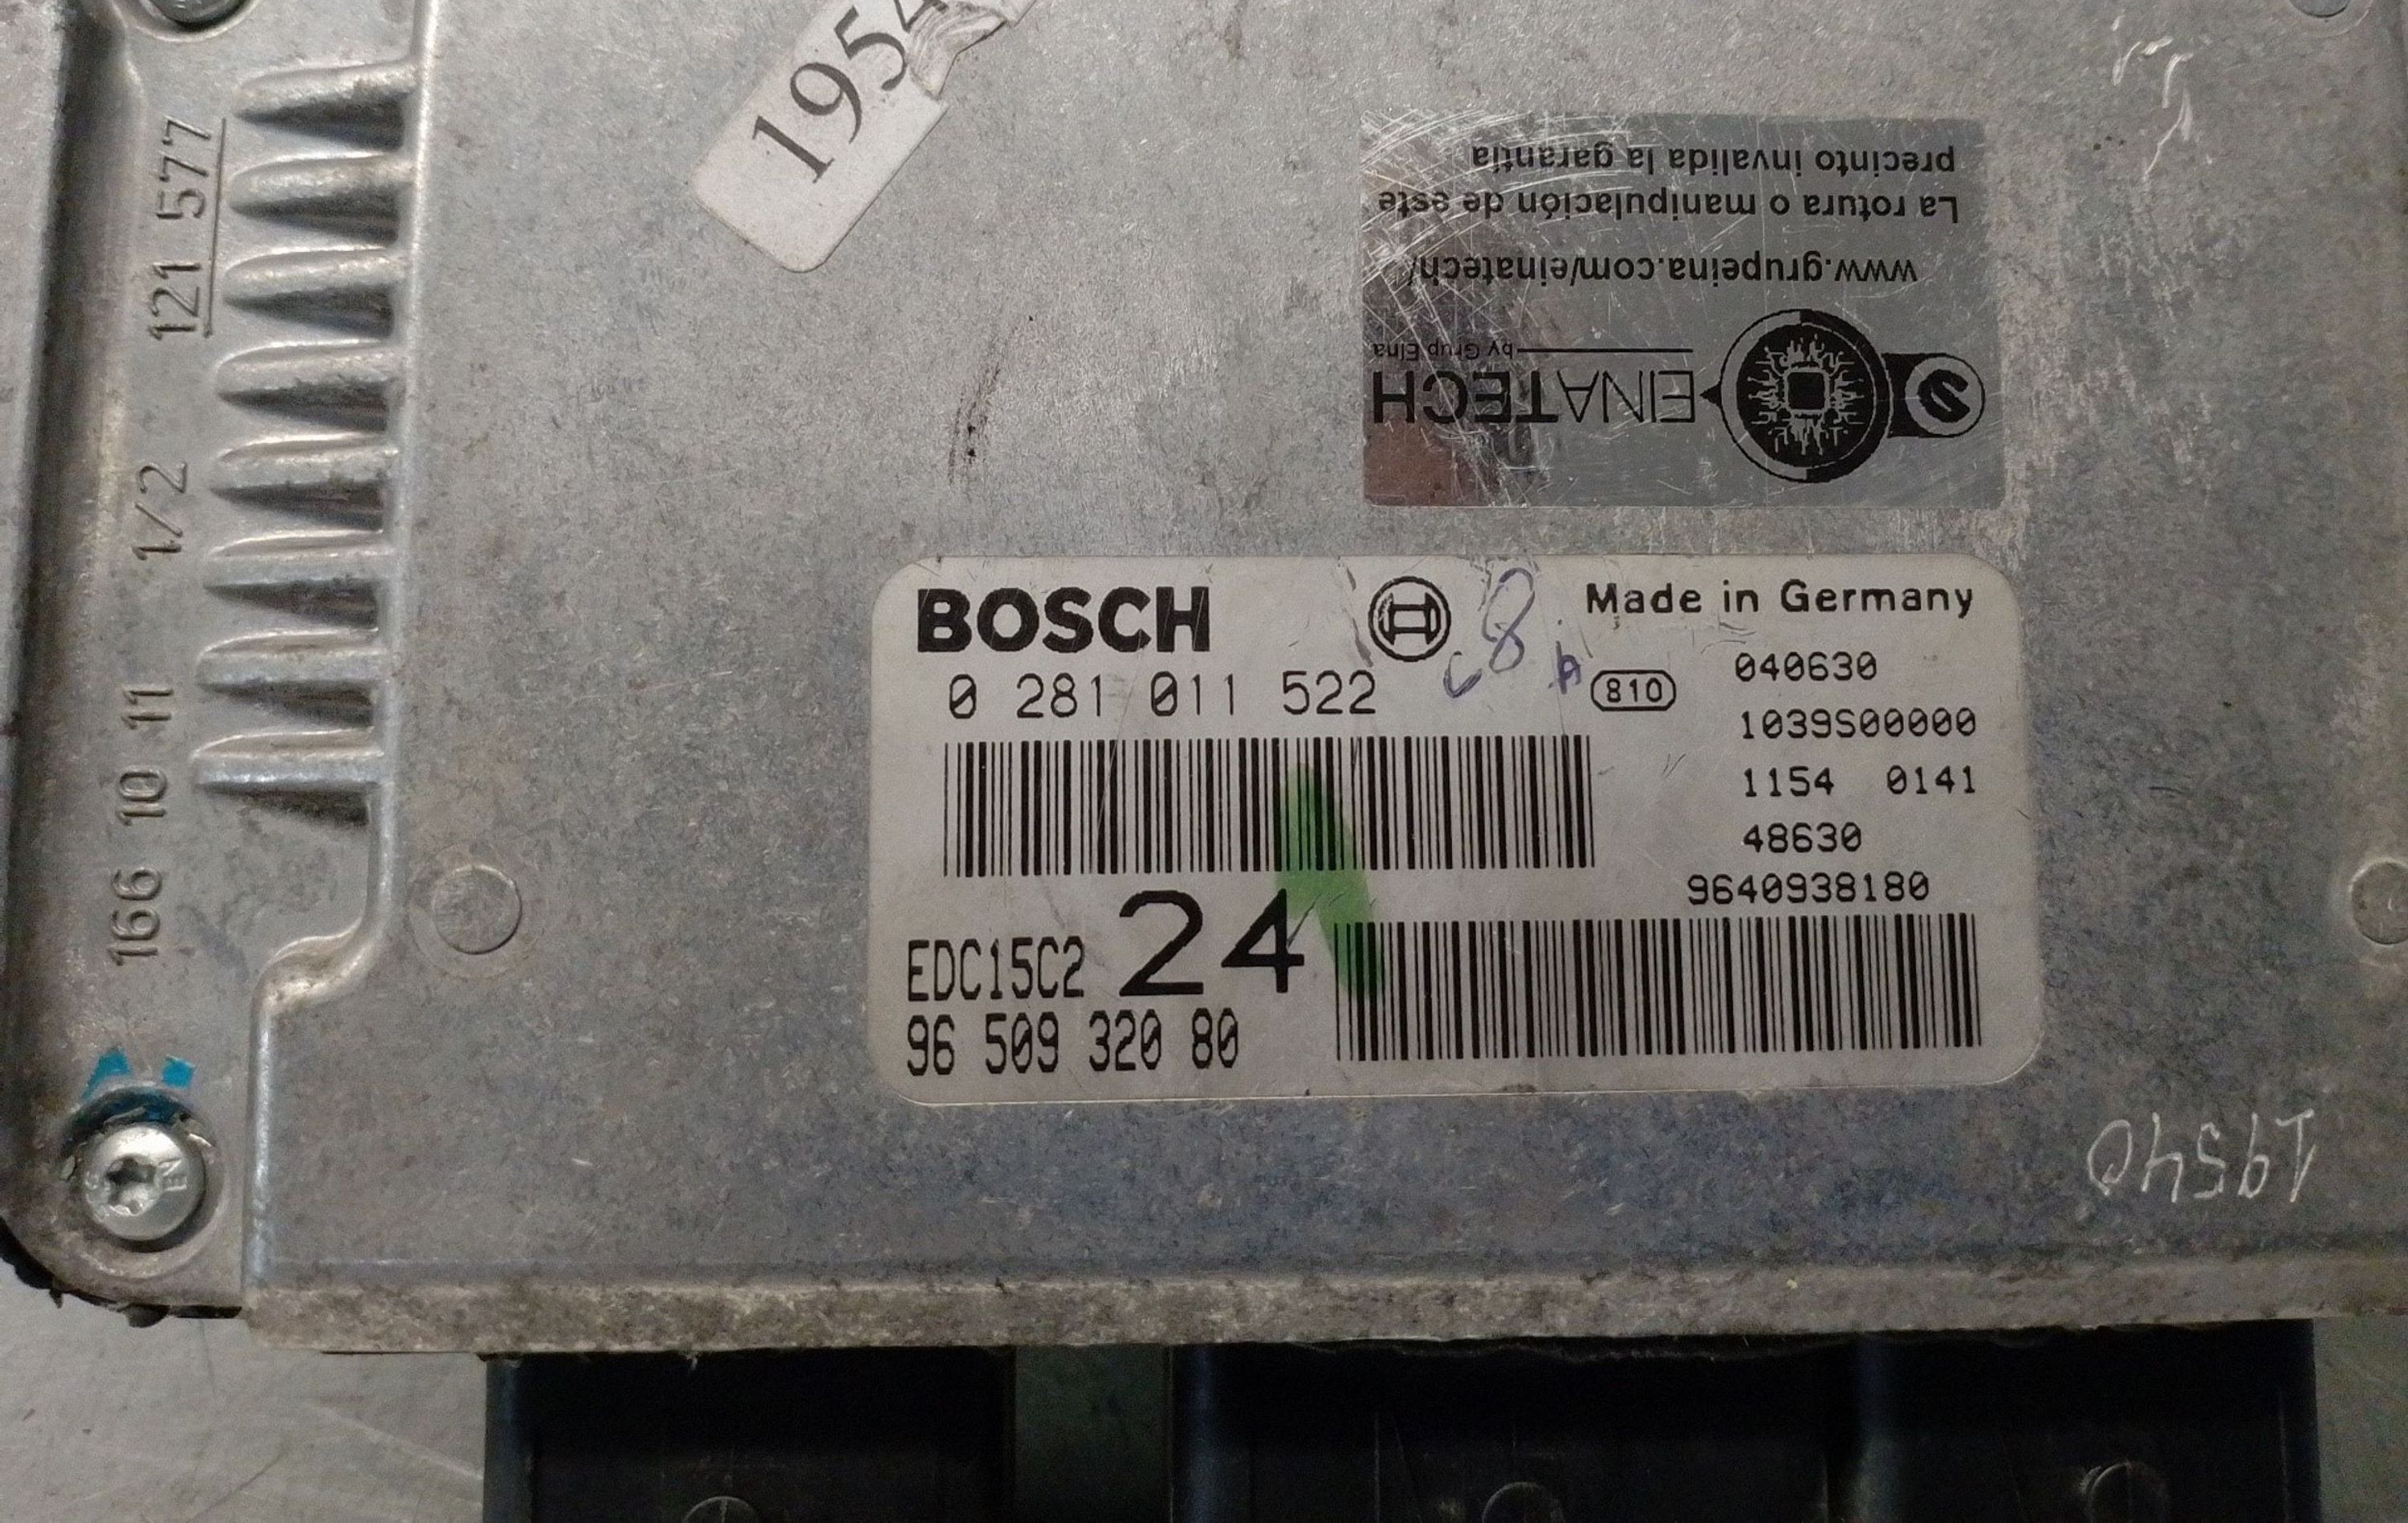 1954
La rotura o manipulación de este
precinto invalida la garantía
www.grupeina.com/einatech/
EINATECH
by Grup Eina
121 577
1/2
166 10 11
BOSCH
Made in Germany
c8
0 281 011 522
810
040630
1039S00000
1154 0141
48630
9640938180
EDC15C2 24
96 509 320 80
19540